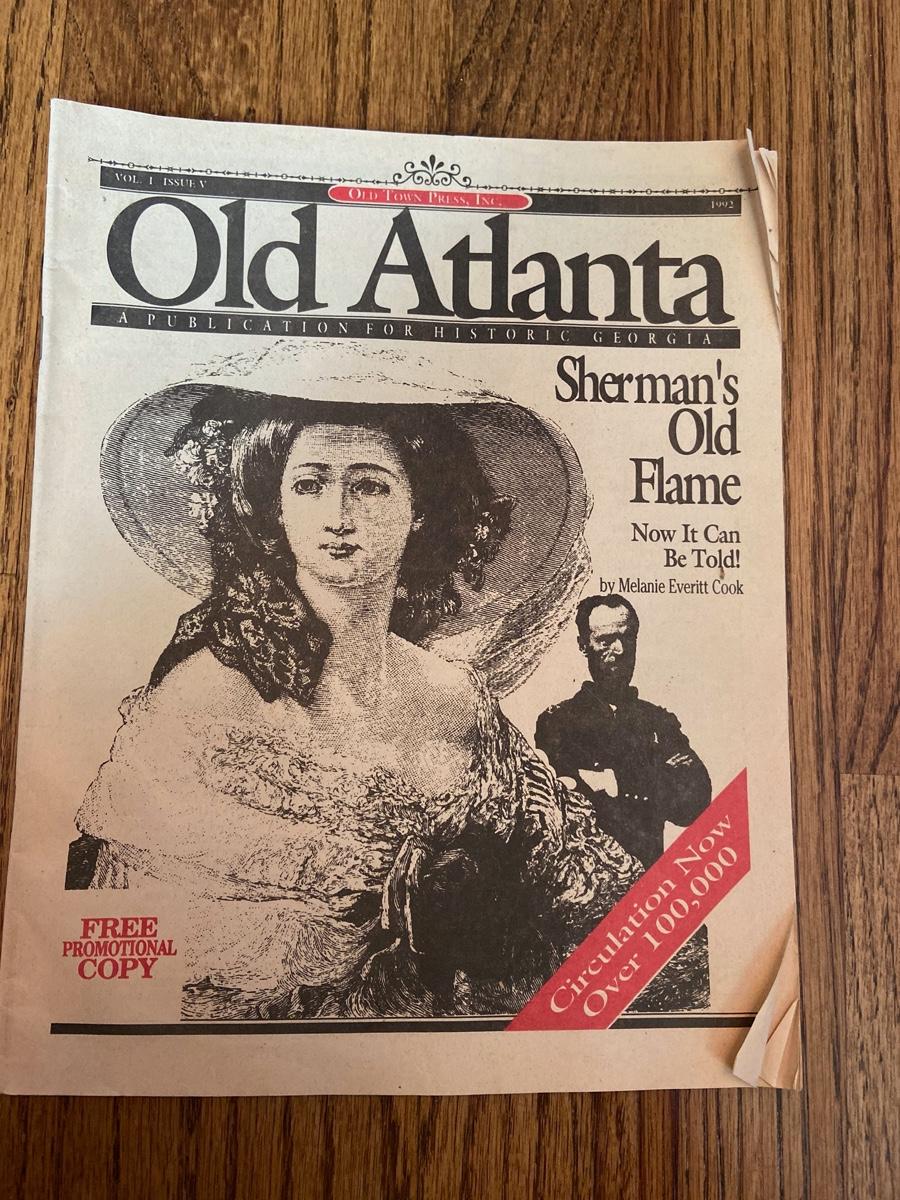 VOL. I ISSUE V
OLD TOWN PRESS, INC.
1992
Old Atlanta
A PUBLICATION FOR HISTORIC GEORGIA
Sherman's
Old
Flame
Now It Can
Be Told!
by Melanie Everitt Cook
FREE
PROMOTIONAL
COPY
Circulation Now
Over 100,000